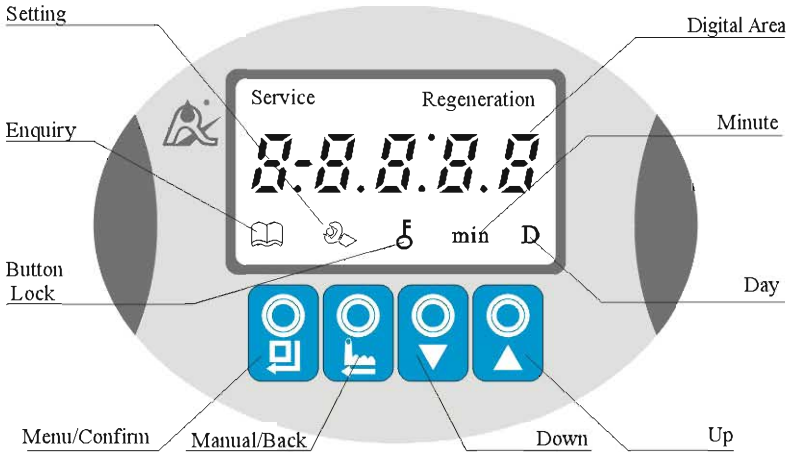 Setting
Digital Area
Service Regeneration
Enquiry
Minute
8-8.8:8.8
min D
Button
Lock
Day
Menu/Confirm
Manual/Back
Down
Up